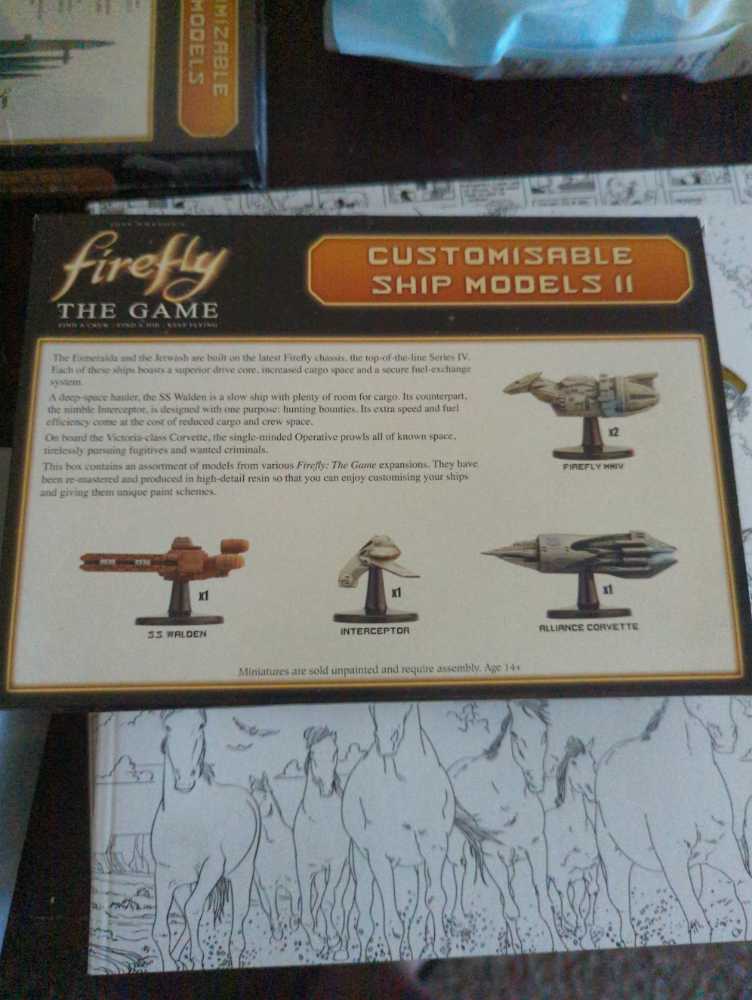 MIZABLE
MODELS
firefly
THE GAME
FIND A CREW . FIND A JOB . KEEP FLYING
CUSTOMISABLE
SHIP MODELS II
The Esmeralda and the Jetwash are built on the latest Firefly chassis, the top-of-the-line Series IV.
Each of these ships boasts a superior drive core, increased cargo space and a secure fuel-exchange
system.
A deep-space hauler, the SS Walden is a slow ship with plenty of room for cargo. Its counterpart,
the nimble Interceptor, is designed with one purpose: hunting bounties. Its extra speed and fuel
efficiency come at the cost of reduced cargo and crew space.
On board the Victoria-class Corvette, the single-minded Operative prowls all of known space,
tirelessly pursuing fugitives and wanted criminals.
This box contains an assortment of models from various Firefly: The Game expansions. They have
been re-mastered and produced in high-detail resin so that you can enjoy customising your ships
and giving them unique paint schemes.
x2
FIREFLY MKIV
x1
S.S. WALDEN
x1
INTERCEPTOR
x1
ALLIANCE CORVETTE
Miniatures are sold unpainted and require assembly. Age 14+